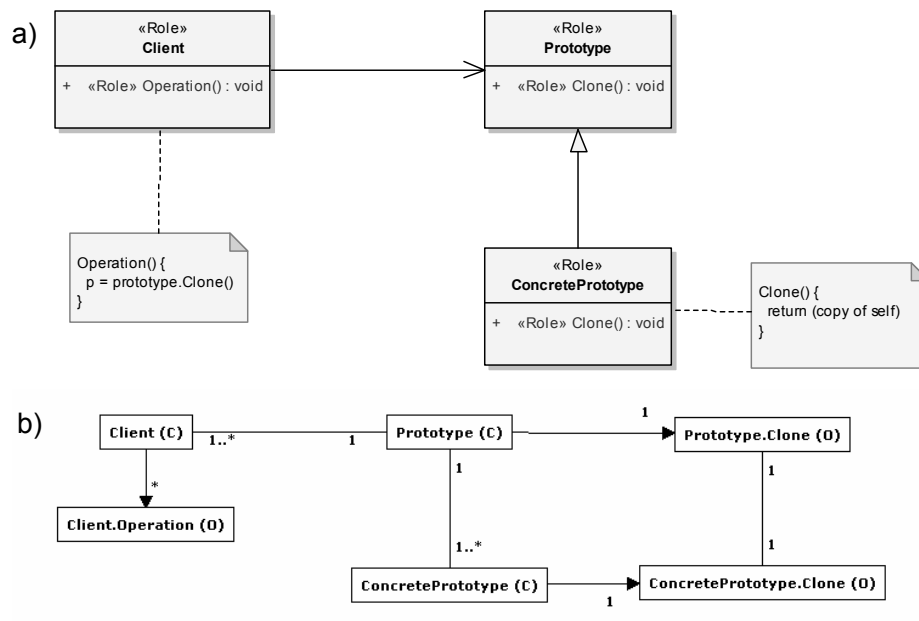 a)
«Role»
Client
+ «Role» Operation() : void
«Role»
Prototype
+ «Role» Clone() : void
Operation() {
p = prototype.Clone()
}
«Role»
ConcretePrototype
+ «Role» Clone() : void
Clone() {
return (copy of self)
}
b)
Client (C)
1..*
1
Prototype (C)
1
Prototype.Clone (O)
*
1
1
Client.Operation (O)
1..*
1
ConcretePrototype (C)
1
ConcretePrototype.Clone (O)